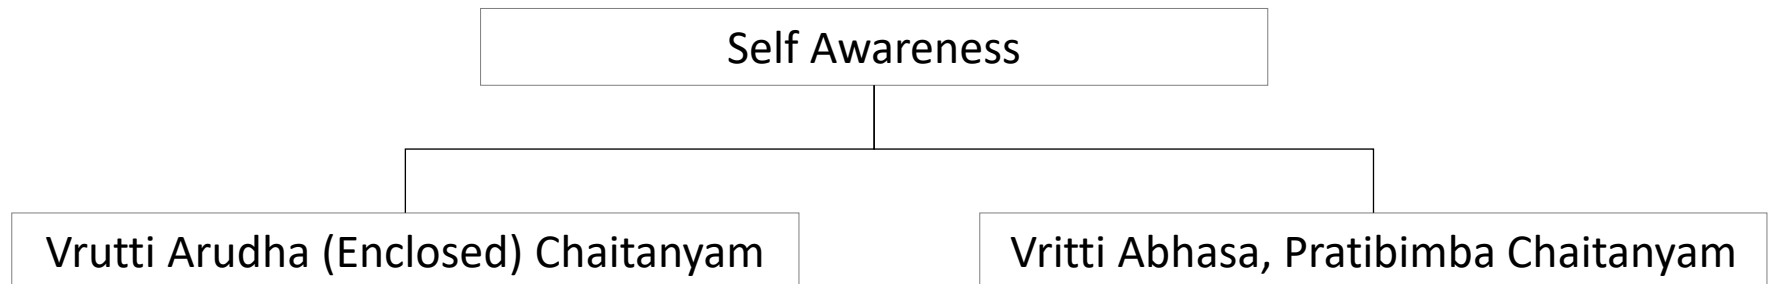 Self Awareness
Vrutti Arudha (Enclosed) Chaitanyam
Vritti Abhasa, Pratibimba Chaitanyam